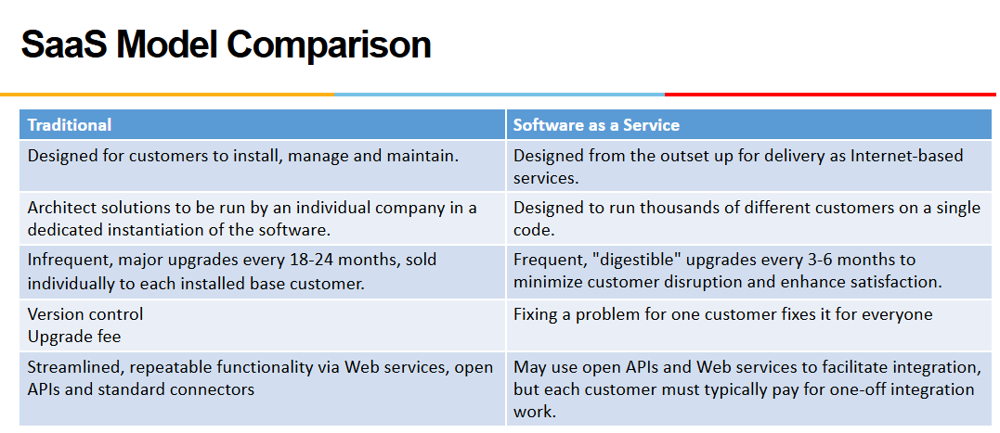 SaaS Model Comparison
Traditional
Software as a Service
Designed for customers to install, manage and maintain.
Designed from the outset up for delivery as Internet-based
services.
Architect solutions to be run by an individual company in a
dedicated instantiation of the software.
Designed to run thousands of different customers on a single
code.
Infrequent, major upgrades every 18-24 months, sold
individually to each installed base customer.
Frequent, "digestible" upgrades every 3-6 months to
minimize customer disruption and enhance satisfaction.
Version control
Upgrade fee
Fixing a problem for one customer fixes it for everyone
Streamlined, repeatable functionality via Web services, open
APIs and standard connectors
May use open APIs and Web services to facilitate integration,
but each customer must typically pay for one-off integration
work.